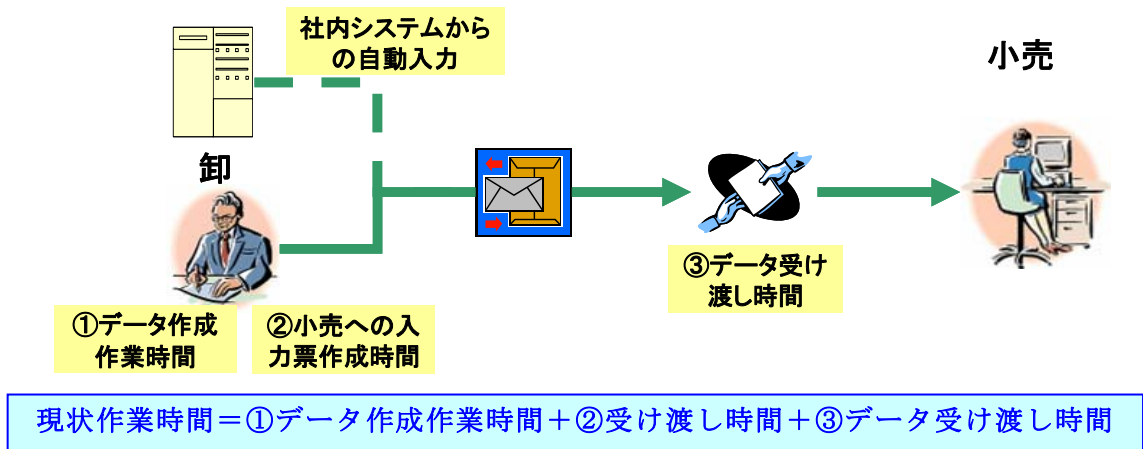 社内システムから
の自動入力
小売
卸
③データ受け
渡し時間
①データ作成
作業時間
②小売への入
力票作成時間
現状作業時間＝①データ作成作業時間＋②受け渡し時間＋③データ受け渡し時間